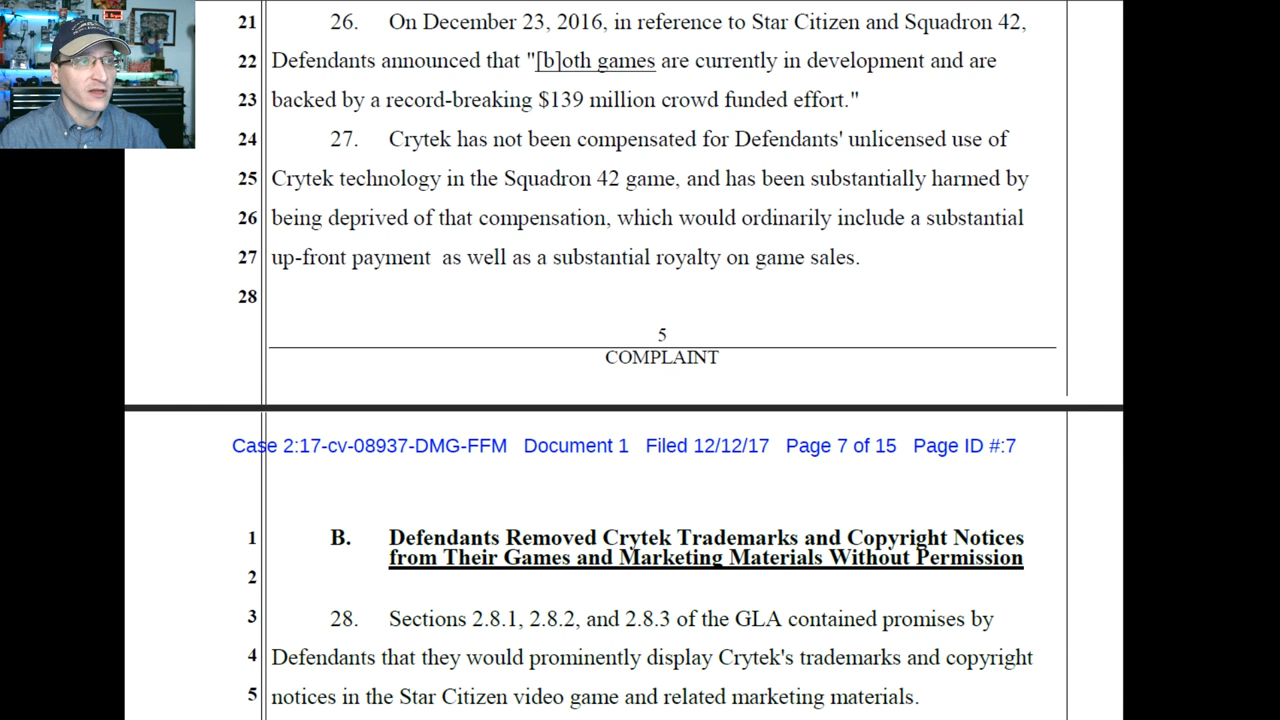 21 26. On December 23, 2016, in reference to Star Citizen and Squadron 42,
22 Defendants announced that "[b]oth games are currently in development and are
23 backed by a record-breaking $139 million crowd funded effort."
24 27. Crytek has not been compensated for Defendants' unlicensed use of
25 Crytek technology in the Squadron 42 game, and has been substantially harmed by
26 being deprived of that compensation, which would ordinarily include a substantial
27 up-front payment as well as a substantial royalty on game sales.
28
5
COMPLAINT
Case 2:17-cv-08937-DMG-FFM Document 1 Filed 12/12/17 Page 7 of 15 Page ID #:7
1 B. Defendants Removed Crytek Trademarks and Copyright Notices
from Their Games and Marketing Materials Without Permission
2
3 28. Sections 2.8.1, 2.8.2, and 2.8.3 of the GLA contained promises by
4 Defendants that they would prominently display Crytek's trademarks and copyright
5 notices in the Star Citizen video game and related marketing materials.